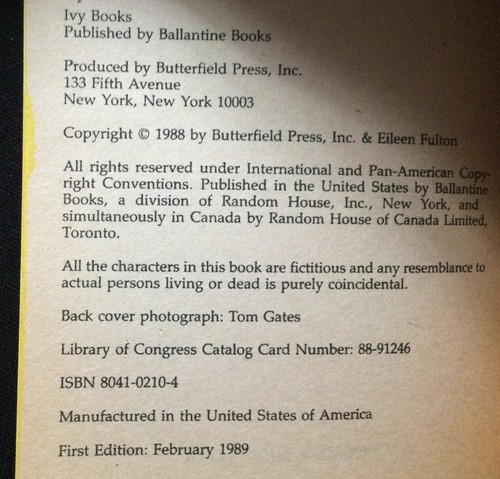 Ivy Books
Published by Ballantine Books
Produced by Butterfield Press, Inc.
133 Fifth Avenue
New York, New York 10003
Copyright © 1988 by Butterfield Press, Inc. & Eileen Fulton
All rights reserved under International and Pan-American Copy-
right Conventions. Published in the United States by Ballantine
Books, a division of Random House, Inc., New York, and
simultaneously in Canada by Random House of Canada Limited,
Toronto.
All the characters in this book are fictitious and any resemblance to
actual persons living or dead is purely coincidental.
Back cover photograph: Tom Gates
Library of Congress Catalog Card Number: 88-91246
ISBN 8041-0210-4
Manufactured in the United States of America
First Edition: February 1989